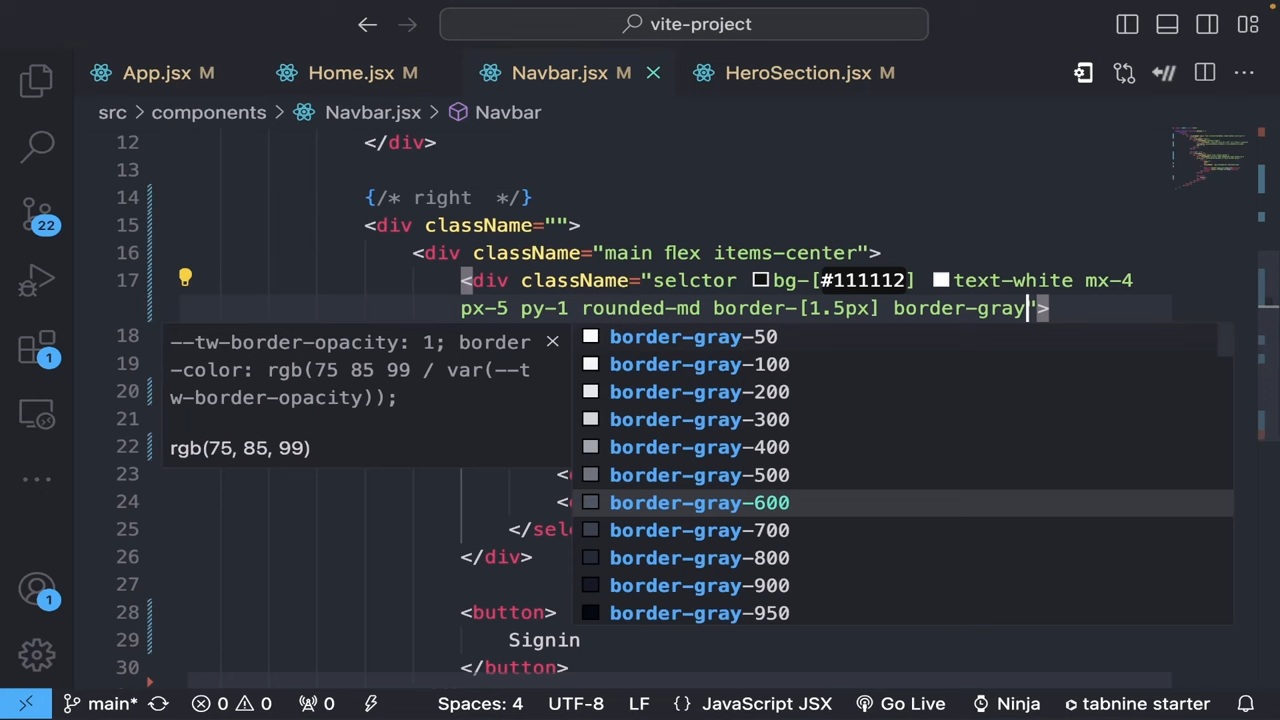 vite-project
App.jsx M
Home.jsx M
Navbar.jsx M
HeroSection.jsx M
src > components > Navbar.jsx > Navbar
12 </div>
13
14 {/* right  */}
15 <div className="">
16 <div className="main flex items-center">
17 <div className="selctor bg-[#111112] text-white mx-4
px-5 py-1 rounded-md border-[1.5px] border-gray">
18
19
20
21
22
23 <
24 <
25 </sel
26 </div>
27
28 <button>
29 Signin
30 </button>
--tw-border-opacity: 1; border
-color: rgb(75 85 99 / var(--t
w-border-opacity));
rgb(75, 85, 99)
border-gray-50
border-gray-100
border-gray-200
border-gray-300
border-gray-400
border-gray-500
border-gray-600
border-gray-700
border-gray-800
border-gray-900
border-gray-950
22
1
1
main* 0 0 0 Spaces: 4 UTF-8 LF {} JavaScript JSX Go Live Ninja tabnine starter